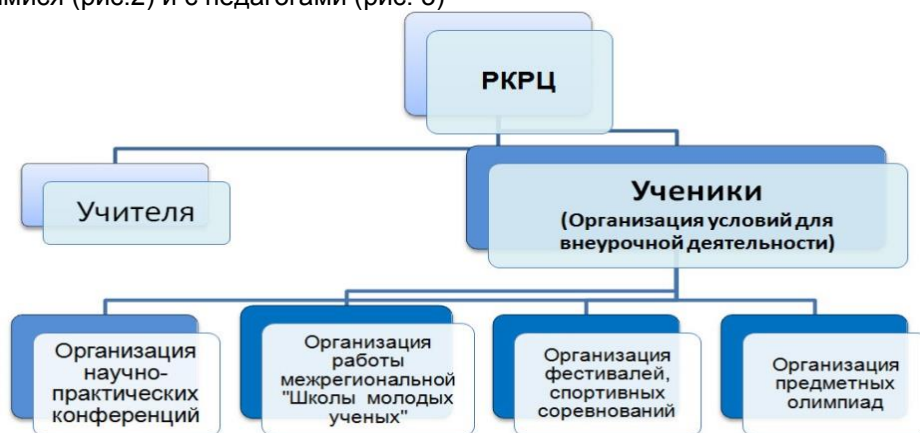 (рис.2) и с педагогами (рис. 3)
РКРЦ
Учителя
Ученики
(Организация условий для
внеурочной деятельности)
Организация
научно-
практических
конференций
Организация
работы
межрегиональной
"Школы молодых
ученых"
Организация
фестивалей,
спортивных
соревнований
Организация
предметных
олимпиад